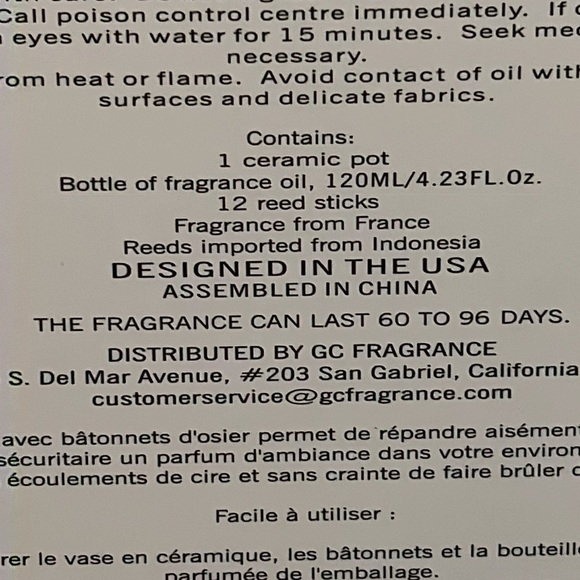 Call poison control centre immediately. If
eyes with water for 15 minutes. Seek
necessary.
from heat or flame. Avoid contact of oil with
surfaces and delicate fabrics.
Contains:
1 ceramic pot
Bottle of fragrance oil, 120ML/4.23FL.Oz.
12 reed sticks
Fragrance from France
Reeds imported from Indonesia
DESIGNED IN THE USA
ASSEMBLED IN CHINA
THE FRAGRANCE CAN LAST 60 TO 96 DAYS.
DISTRIBUTED BY GC FRAGRANCE
S. Del Mar Avenue, #203 San Gabriel, California
customerservice@gcfragrance.com
avec bâtonnets d'osier permet de répandre aisément
sécuritaire un parfum d'ambiance dans votre
écoulements de cire et sans crainte de faire brûler
Facile à utiliser :
le vase en céramique, les bâtonnets et la bouteille
parfumée de l'emballage.